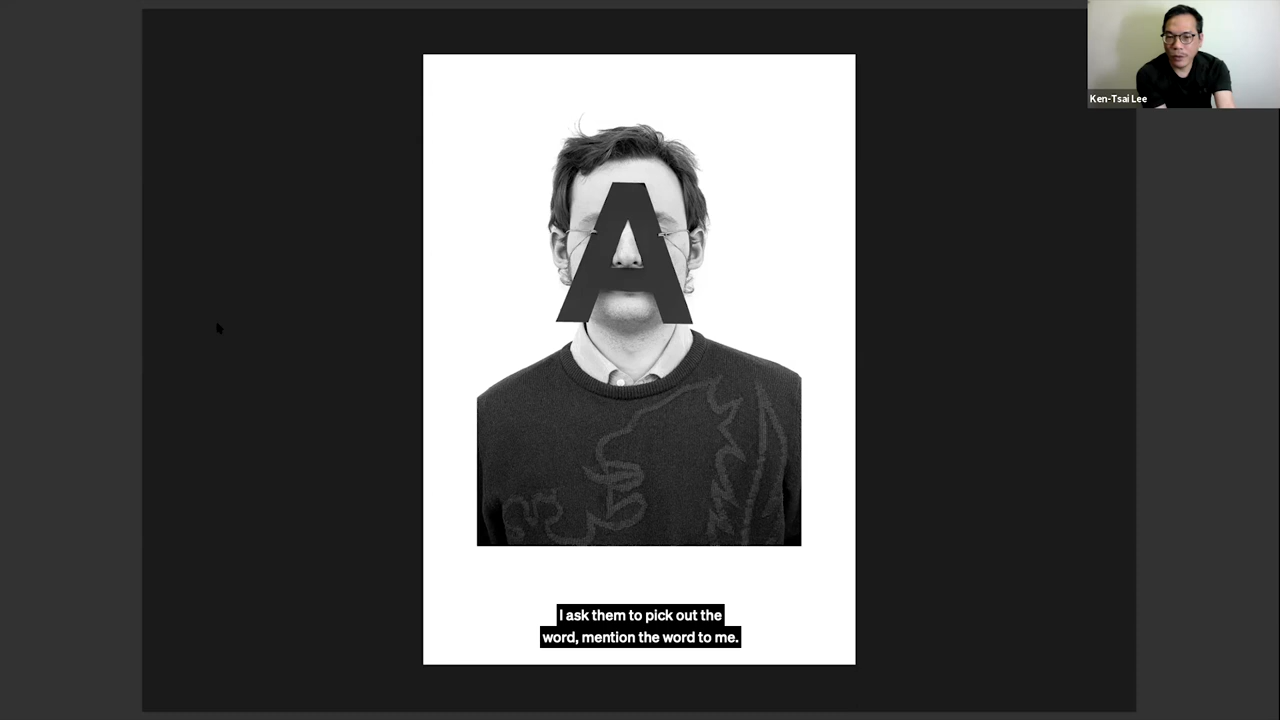 Ken-Tsai Lee
A
I ask them to pick out the
word, mention the word to me.